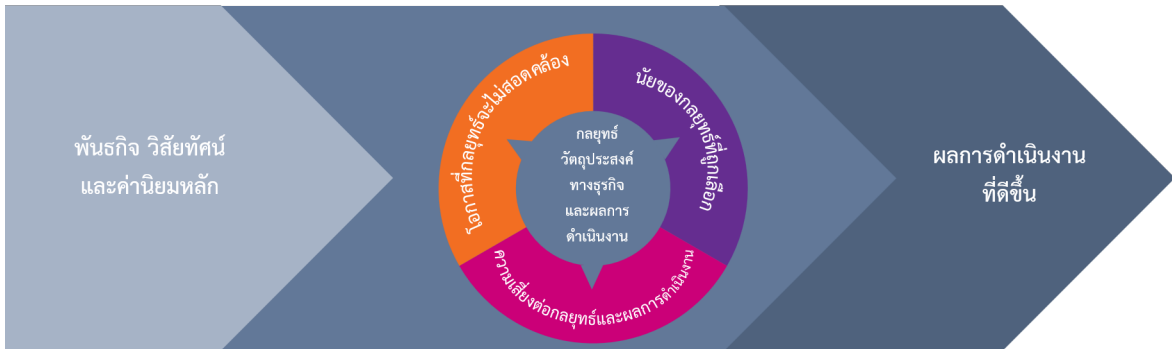 พันธกิจ วิสัยทัศน์
และค่านิยมหลัก
โอกาสที่กลยุทธ์จะไม่สอดคล้อง
นัยของกลยุทธ์ที่ถูกเลือก
กลยุทธ์
วัตถุประสงค์
ทางธุรกิจ
และผลการ
ดำเนินงาน
ความเสี่ยงต่อกลยุทธ์และผลการดำเนินงาน
ผลการดำเนินงาน
ที่ดีขึ้น